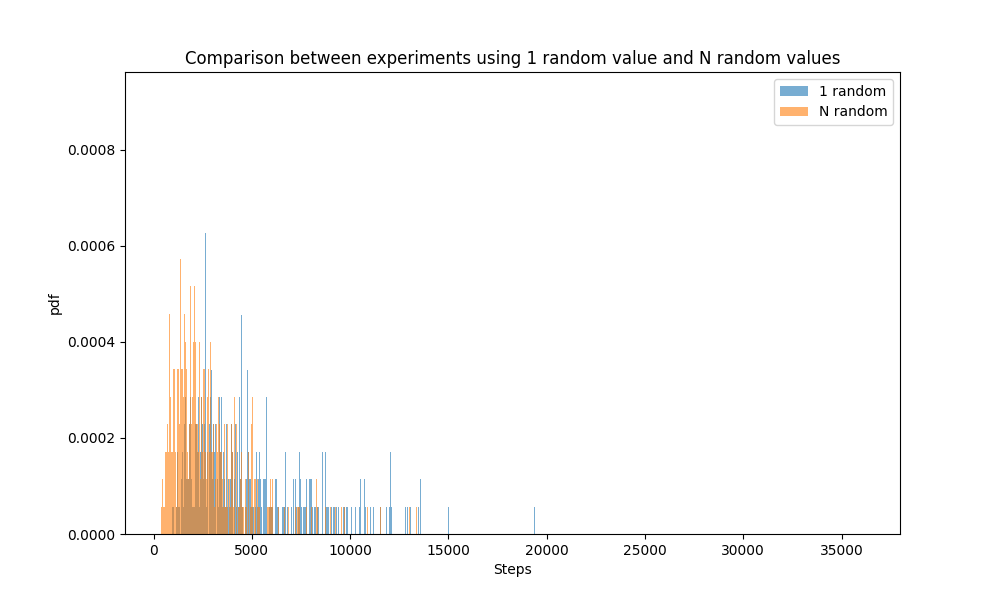 Comparison between experiments using 1 random value and N random values
1 random
N random
0.0008
0.0006
0.0004
0.0002
0.0000
pdf
0
5000
10000
15000
20000
25000
30000
35000
Steps